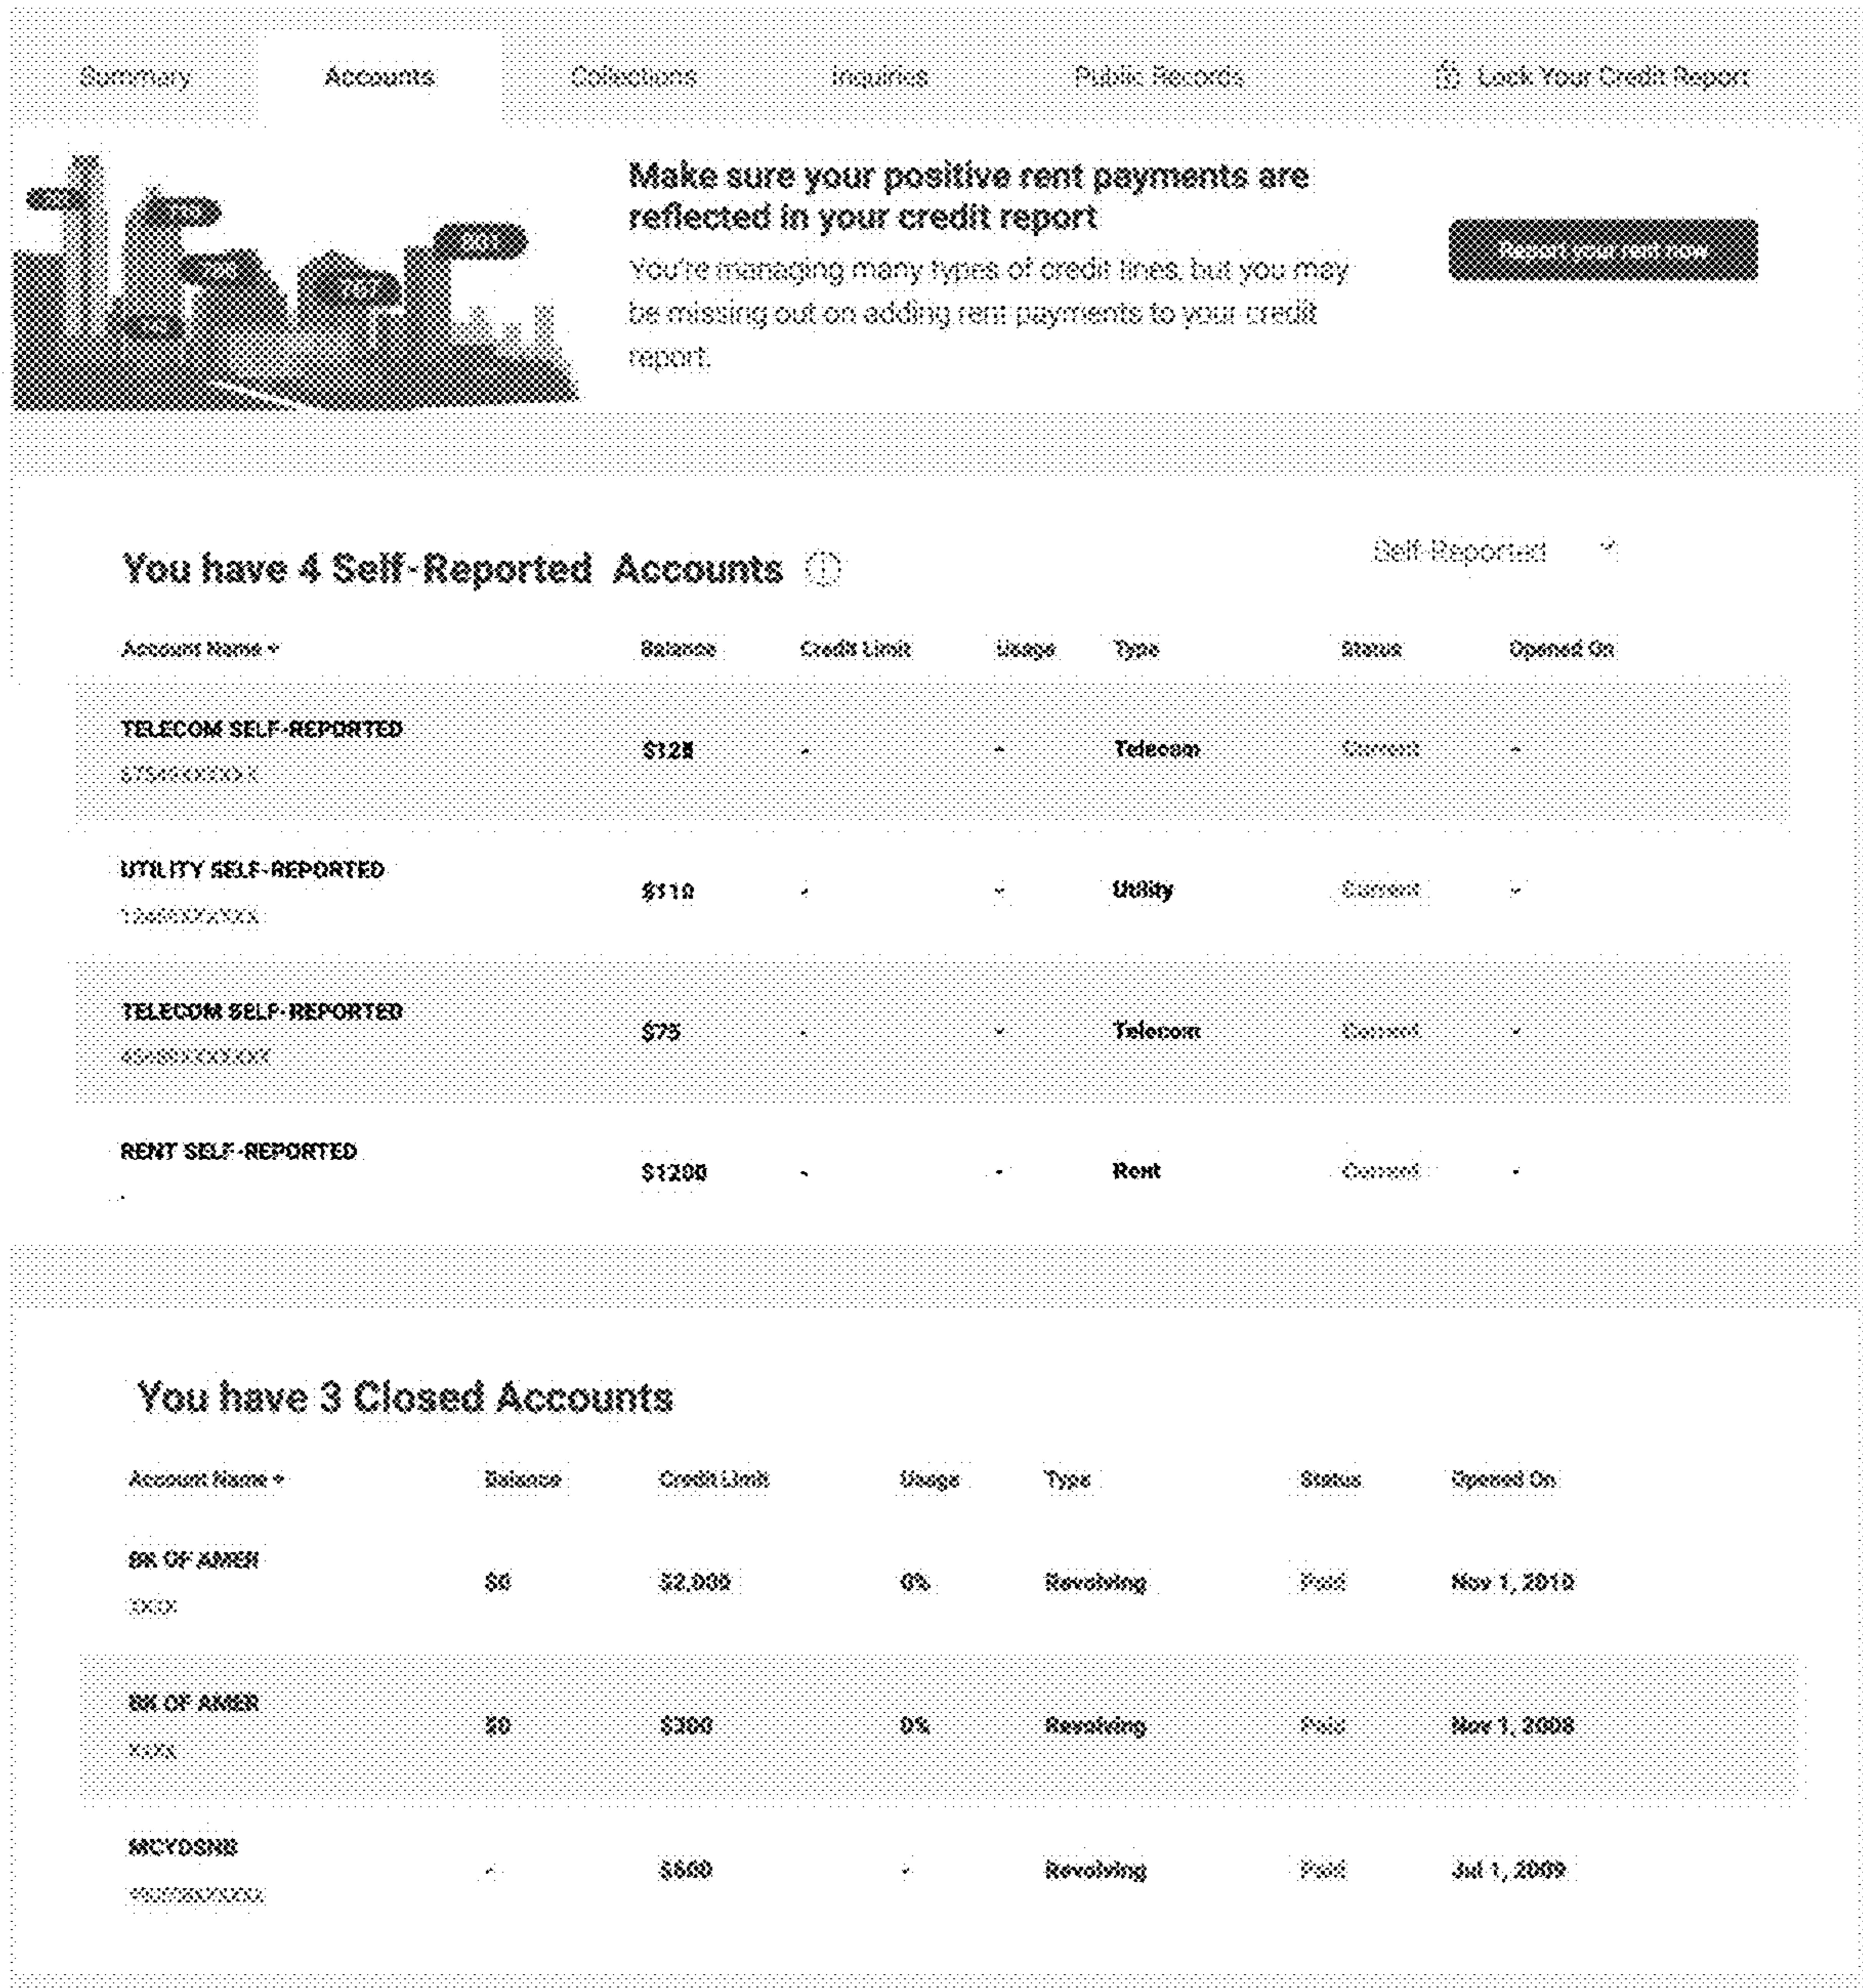 Summary Accounts Collections Inquiries Public Records Lock Your Credit Report
Make sure your positive rent payments are
reflected in your credit report
You're managing many types of credit lines, but you may
be missing out on adding rent payments to your credit
report.
Report your rent now
You have 4 Self-Reported Accounts
Self-Reported
Account Name Balance Credit Limit Usage Type Status Opened On
TELECOM SELF-REPORTED
$128 - - Telecom Current -
UTILITY SELF-REPORTED
$110 - - Utility Current -
TELECOM SELF-REPORTED
$75 - - Telecom Current -
RENT SELF-REPORTED
$1200 - - Rent Current -
-
You have 3 Closed Accounts
Account Name Balance Credit Limit Usage Type Status Opened On
BK OF AMER
$0 $2,000 0% Revolving Paid Nov 1, 2010
XXXX
BK OF AMER
$0 $300 0% Revolving Paid Nov 1, 2008
XXXX
MCYDSNB
- $500 - Revolving Paid Jul 1, 2009